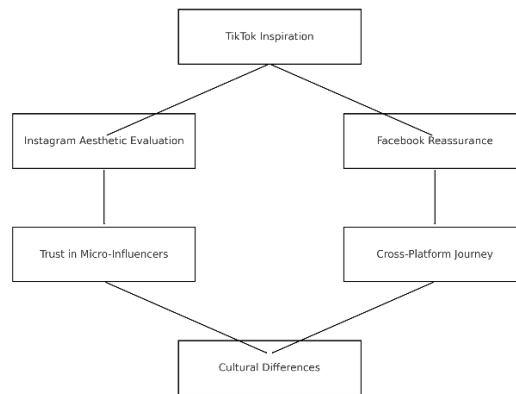 TikTok Inspiration
Instagram Aesthetic Evaluation
Facebook Reassurance
Trust in Micro-Influencers
Cross-Platform Journey
Cultural Differences